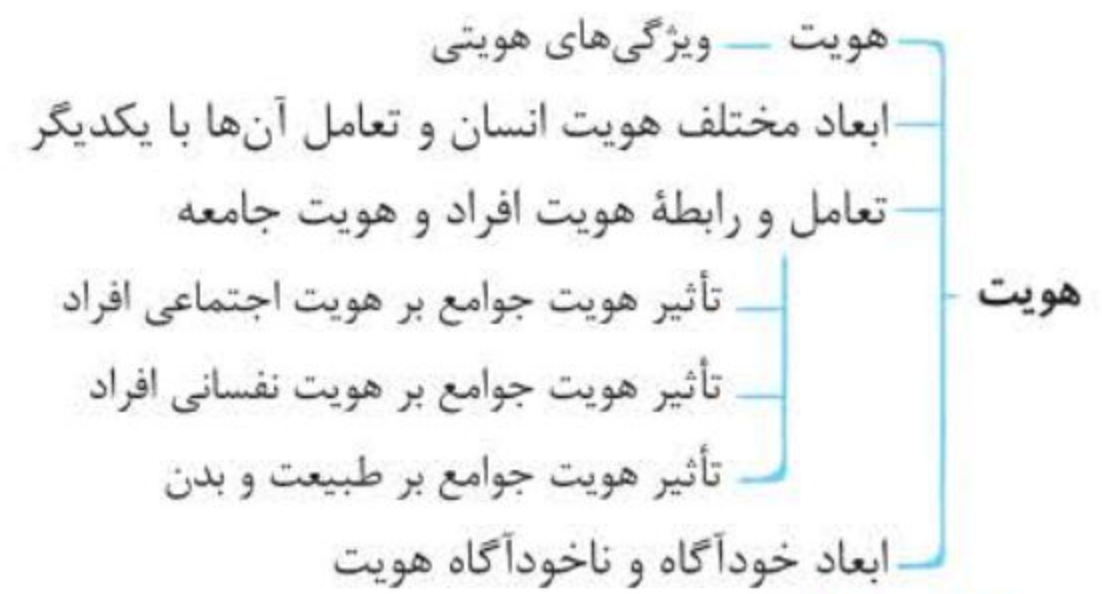 هویت — ویژگی‌های هویتی
ابعاد مختلف هویت انسان و تعامل آن‌ها با یکدیگر
تعامل و رابطهٔ هویت افراد و هویت جامعه
هویت
تأثیر هویت جوامع بر هویت اجتماعی افراد
تأثیر هویت جوامع بر هویت نفسانی افراد
تأثیر هویت جوامع بر طبیعت و بدن
ابعاد خودآگاه و ناخودآگاه هویت